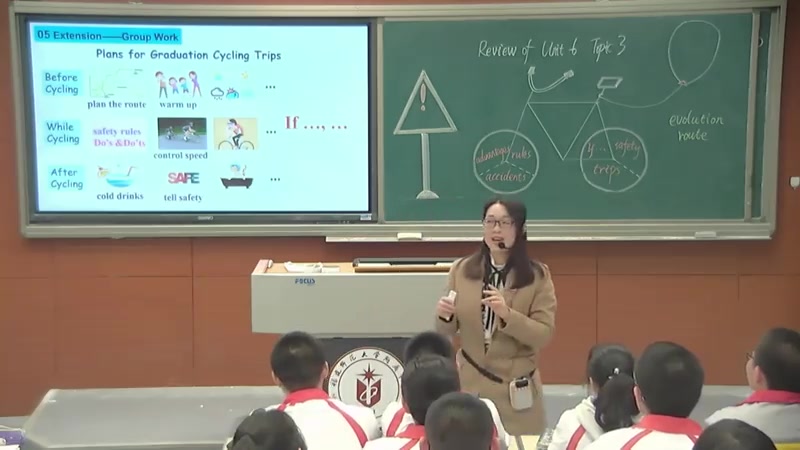 05 Extension——Group Work
Plans for Graduation Cycling Trips
Before Cycling
plan the route
warm up
...
While Cycling
safety rules
Do's &Do'ts
control speed
...
If ..., ...
After Cycling
cold drinks
SAFE
tell safety
...
Review of Unit 6 Topic 3
!
advantages
rules
accidents
If... safety
trips
evolution
route
FOCUS